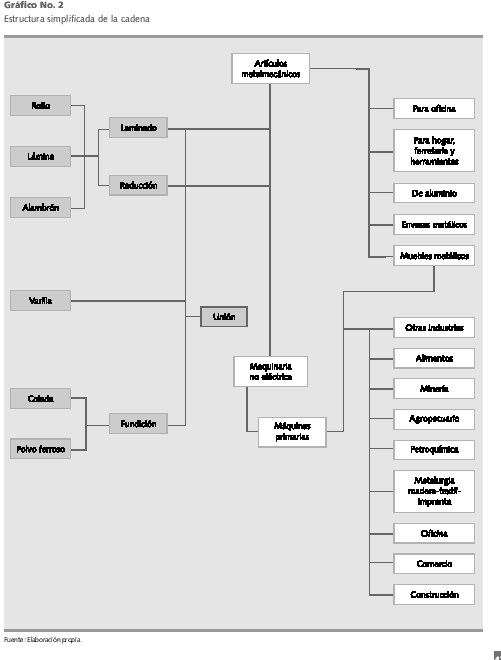 Gráfico No. 2
Estructura simplificada de la cadena
Artículos
metalmecánicos
Rollo
Lámina
Alambrón
Laminado
Reducción
Para oficina
Para hogar,
ferretería y
herramientas
De aluminio
Envases metálicos
Muebles metálicos
Varilla
Unión
Colada
Polvo ferroso
Fundición
Maquinaria
no eléctrica
Máquinas
primarias
Otras industrias
Alimentos
Minería
Agropecuaria
Petroquímica
Metalurgia
madera-textil-
imprenta
Oficina
Comercio
Construcción
Fuente: Elaboración propia.